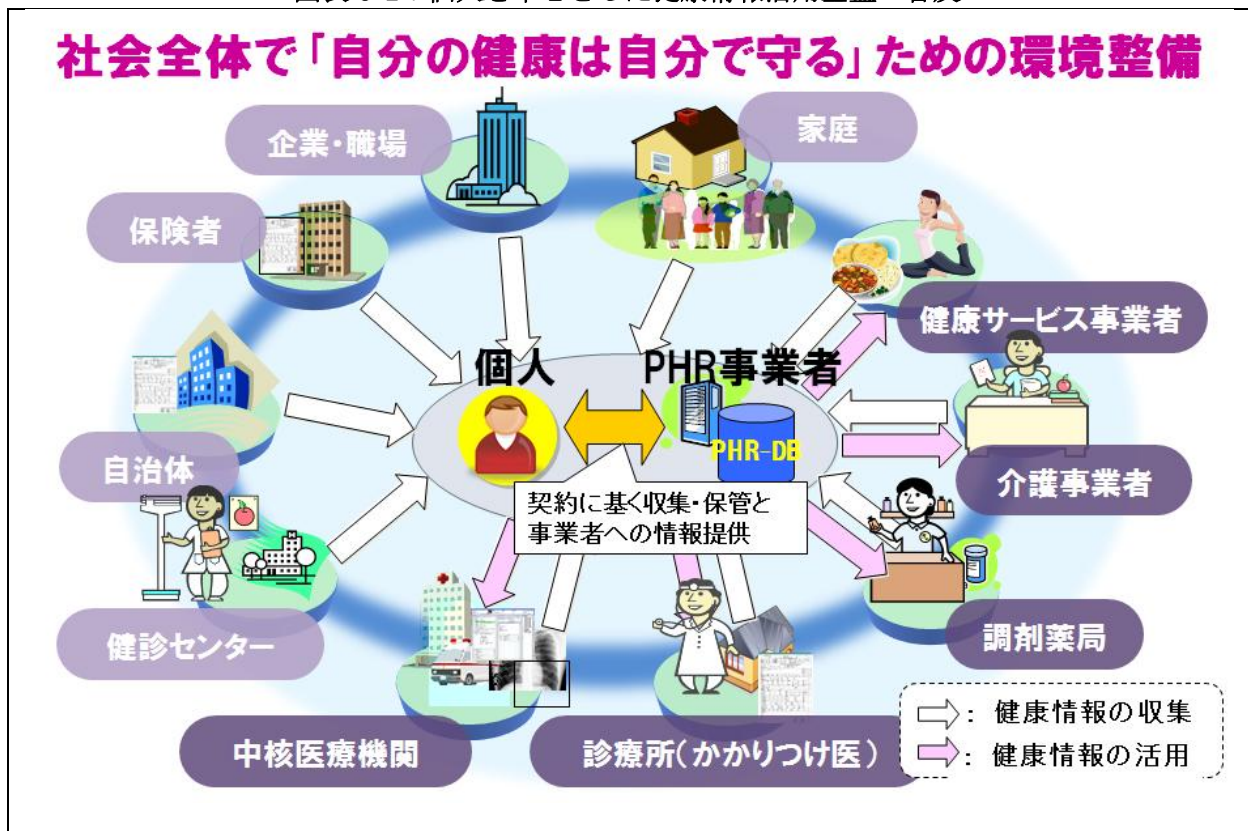 社会全体で「自分の健康は自分で守る」ための環境整備
企業・職場
家庭
保険者
健康サービス事業者
個人
PHR事業者
PHR-DB
自治体
介護事業者
契約に基く収集・保管と
事業者への情報提供
健診センター
調剤薬局
中核医療機関
診療所(かかりつけ医)
：健康情報の収集
：健康情報の活用